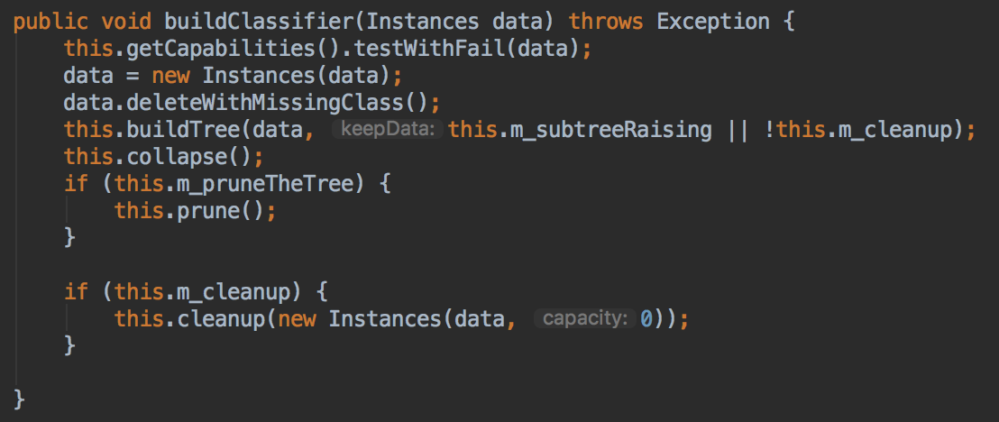 public void buildClassifier(Instances data) throws Exception {
    this.getCapabilities().testWithFail(data);
    data = new Instances(data);
    data.deleteWithMissingClass();
    this.buildTree(data, keepData: this.m_subtreeRaising || !this.m_cleanup);
    this.collapse();
    if (this.m_pruneTheTree) {
        this.prune();
    }

    if (this.m_cleanup) {
        this.cleanup(new Instances(data, capacity: 0));
    }

}